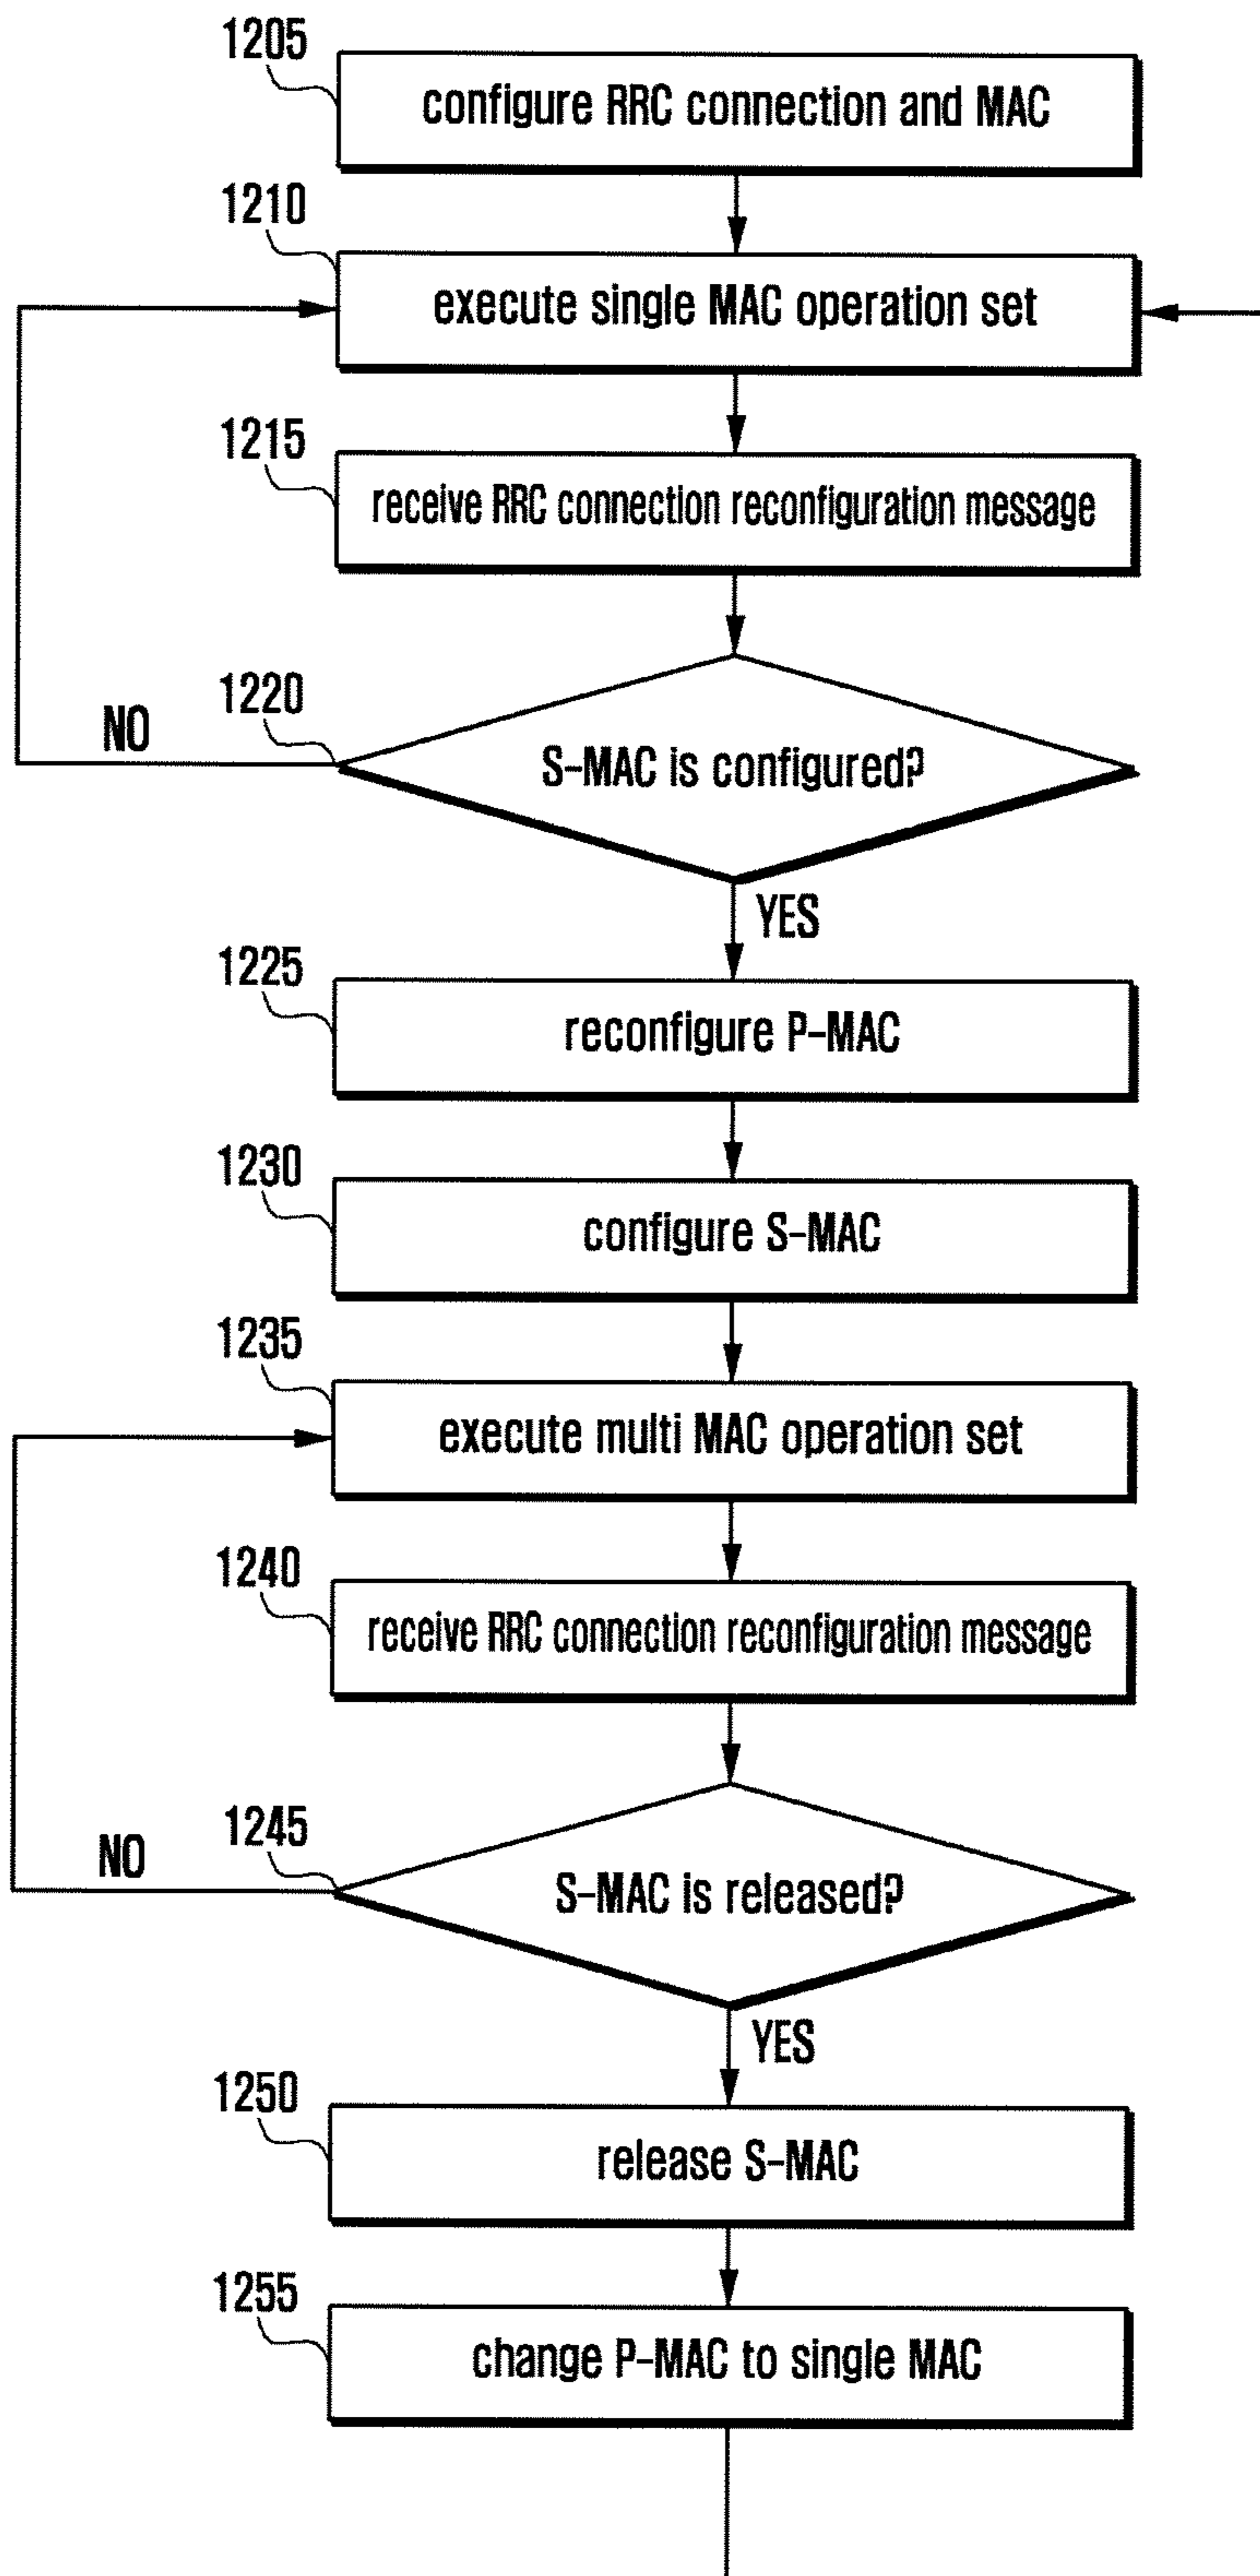 1205
configure RRC connection and MAC
1210
execute single MAC operation set
1215
receive RRC connection reconfiguration message
1220
NO
S-MAC is configured?
YES
1225
reconfigure P-MAC
1230
configure S-MAC
1235
execute multi MAC operation set
1240
receive RRC connection reconfiguration message
1245
NO
S-MAC is released?
YES
1250
release S-MAC
1255
change P-MAC to single MAC